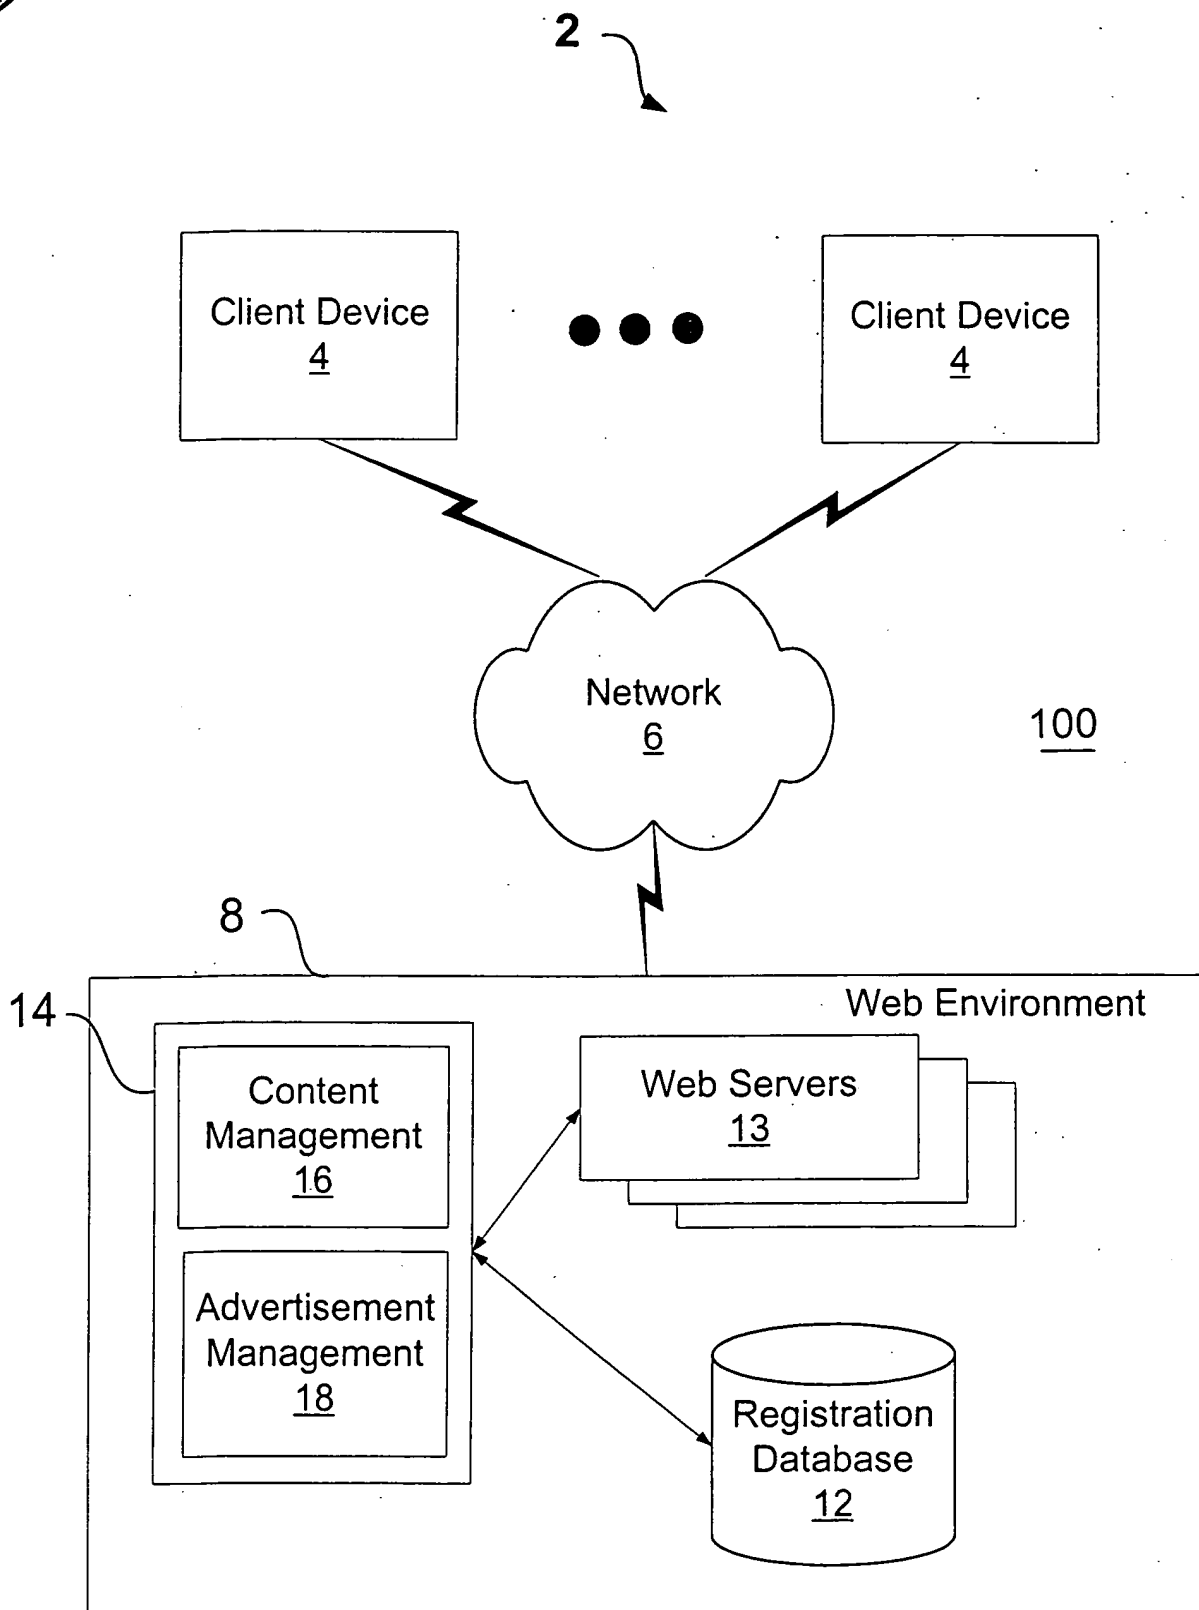 2
Client Device
4
Client Device
4
Network
6
100
8
Web Environment
14
Content
Management
16
Web Servers
13
Advertisement
Management
18
Registration
Database
12